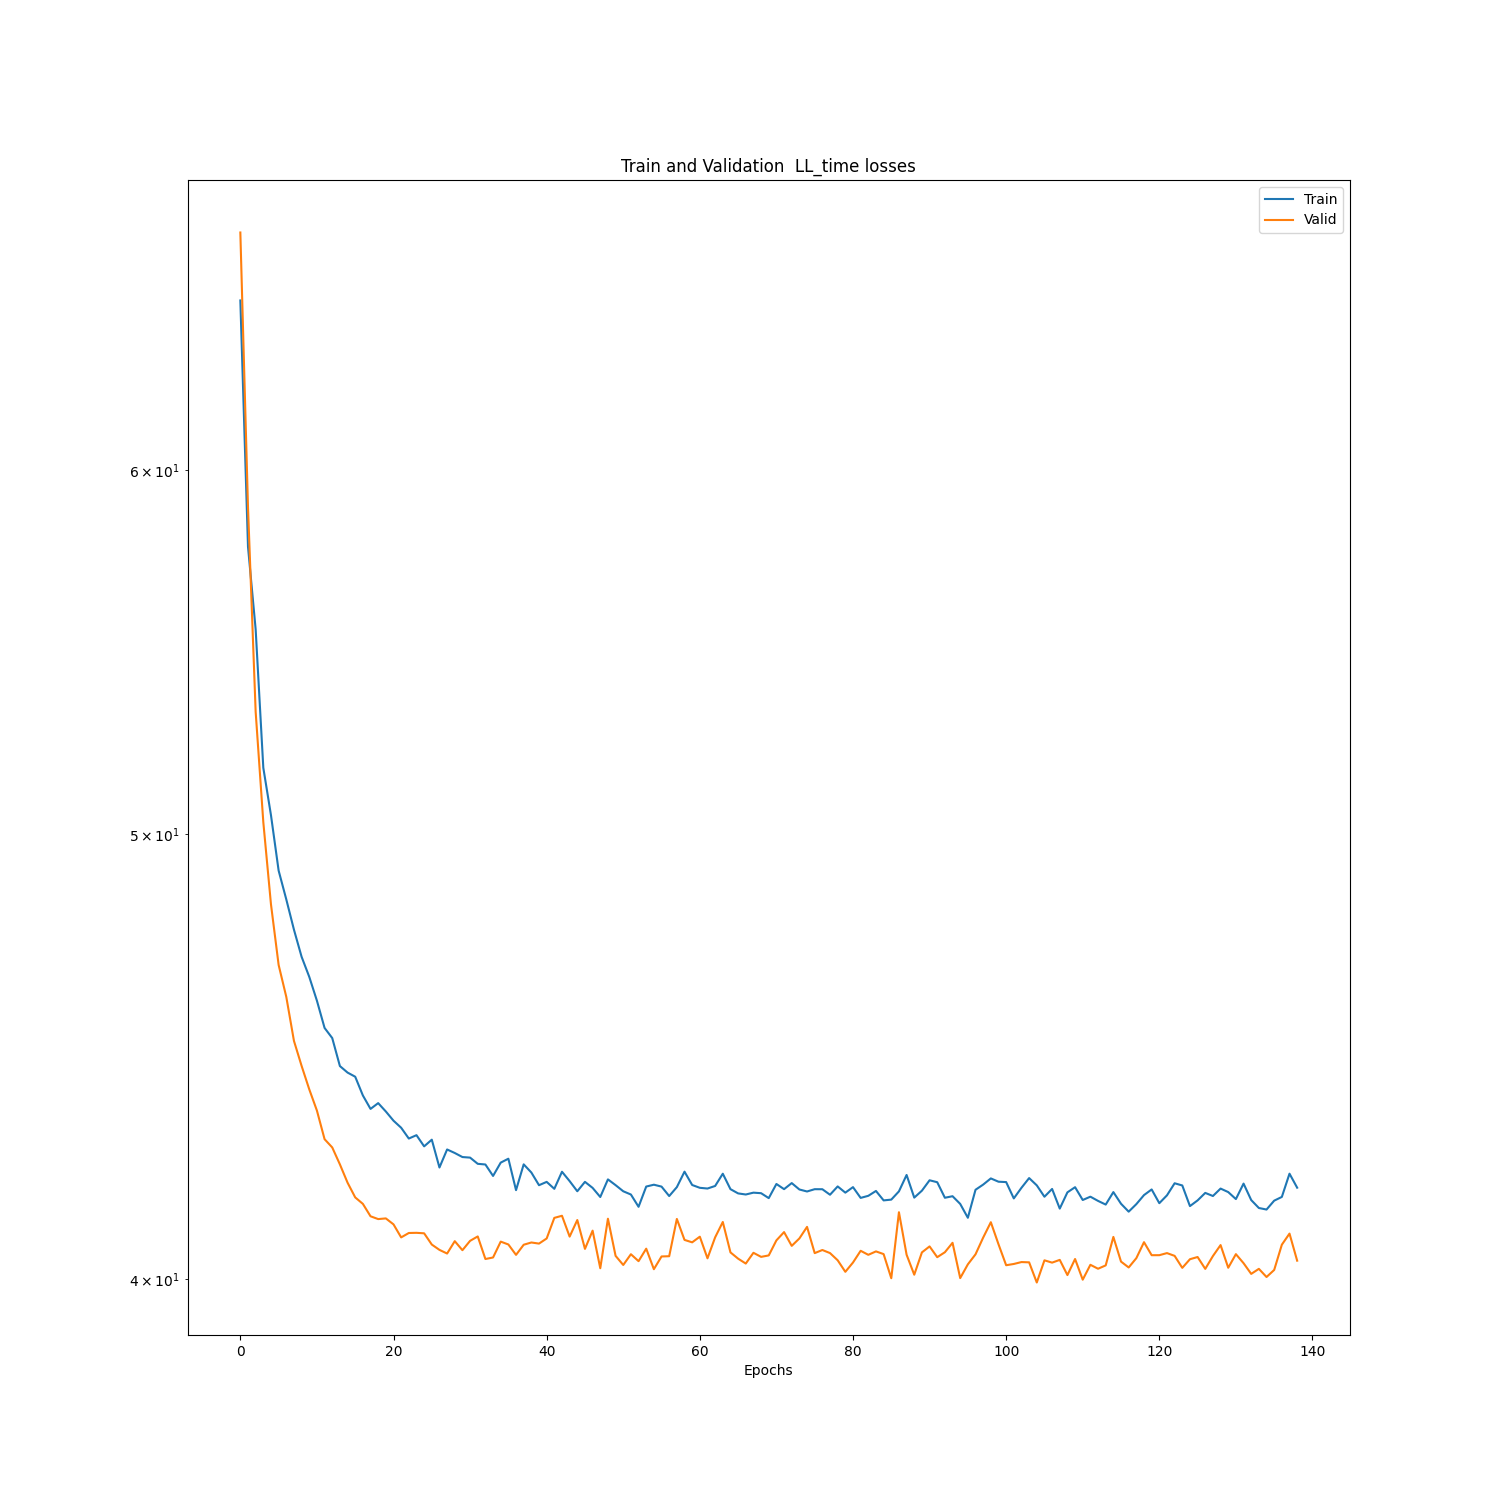 Train and Validation  LL_time losses
Train
Valid
6 × 10¹
5 × 10¹
4 × 10¹
0 20 40 60 80 100 120 140
Epochs